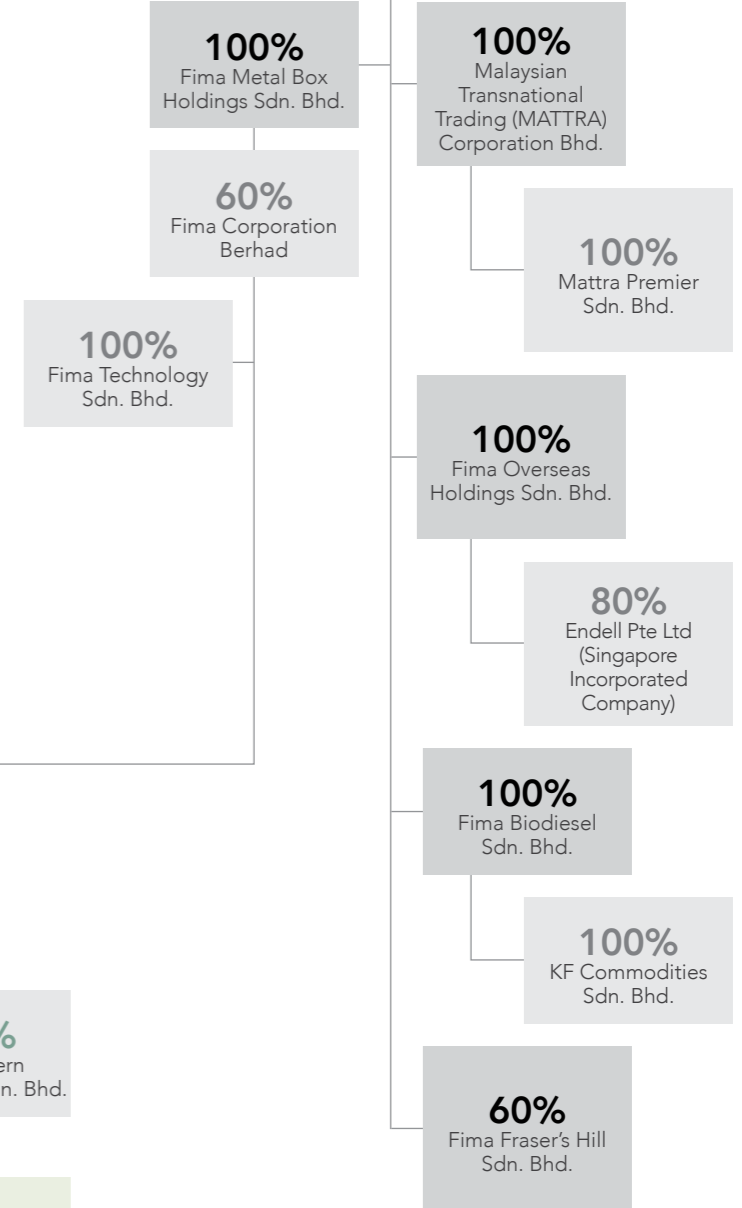 100%
Fima Metal Box
Holdings Sdn. Bhd.
60%
Fima Corporation
Berhad
100%
Fima Technology
Sdn. Bhd.
100%
Malaysian
Transnational
Trading (MATTRA)
Corporation Bhd.
100%
Mattra Premier
Sdn. Bhd.
100%
Fima Overseas
Holdings Sdn. Bhd.
80%
Endell Pte Ltd
(Singapore
Incorporated
Company)
100%
Fima Biodiesel
Sdn. Bhd.
100%
KF Commodities
Sdn. Bhd.
%
ern
n. Bhd.
60%
Fima Fraser’s Hill
Sdn. Bhd.